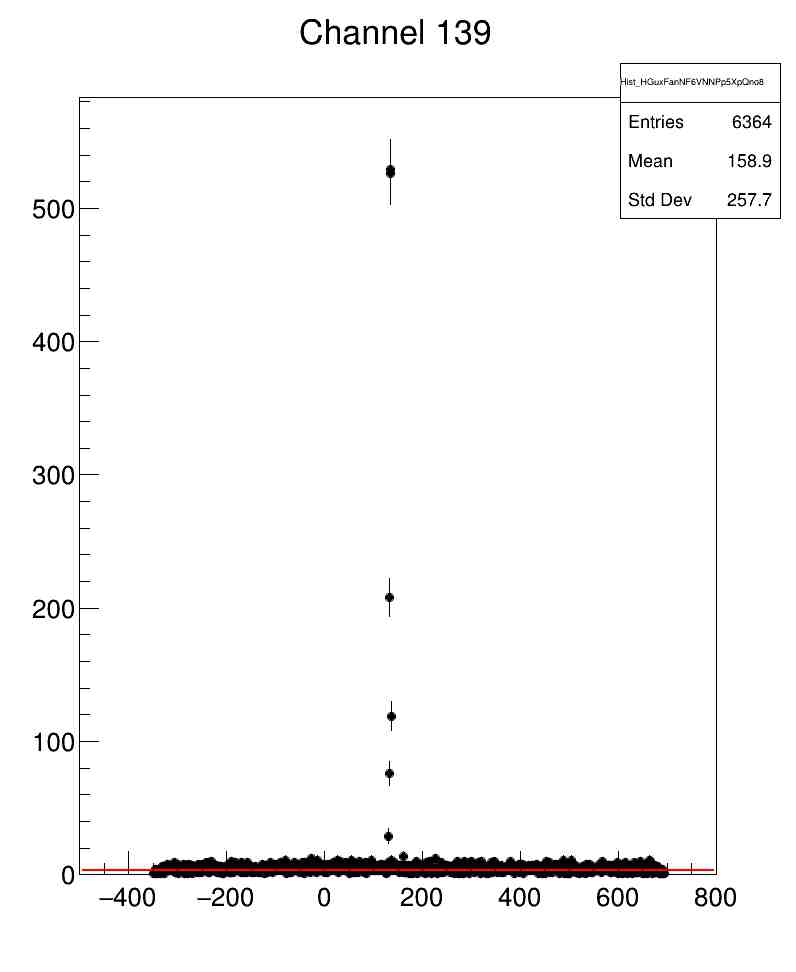 Channel 139
Hist_HGuxFanNF6VNNPp5XpQno8
Entries 6364
Mean 158.9
Std Dev 257.7
500
400
300
200
100
0
−400 −200 0 200 400 600 800